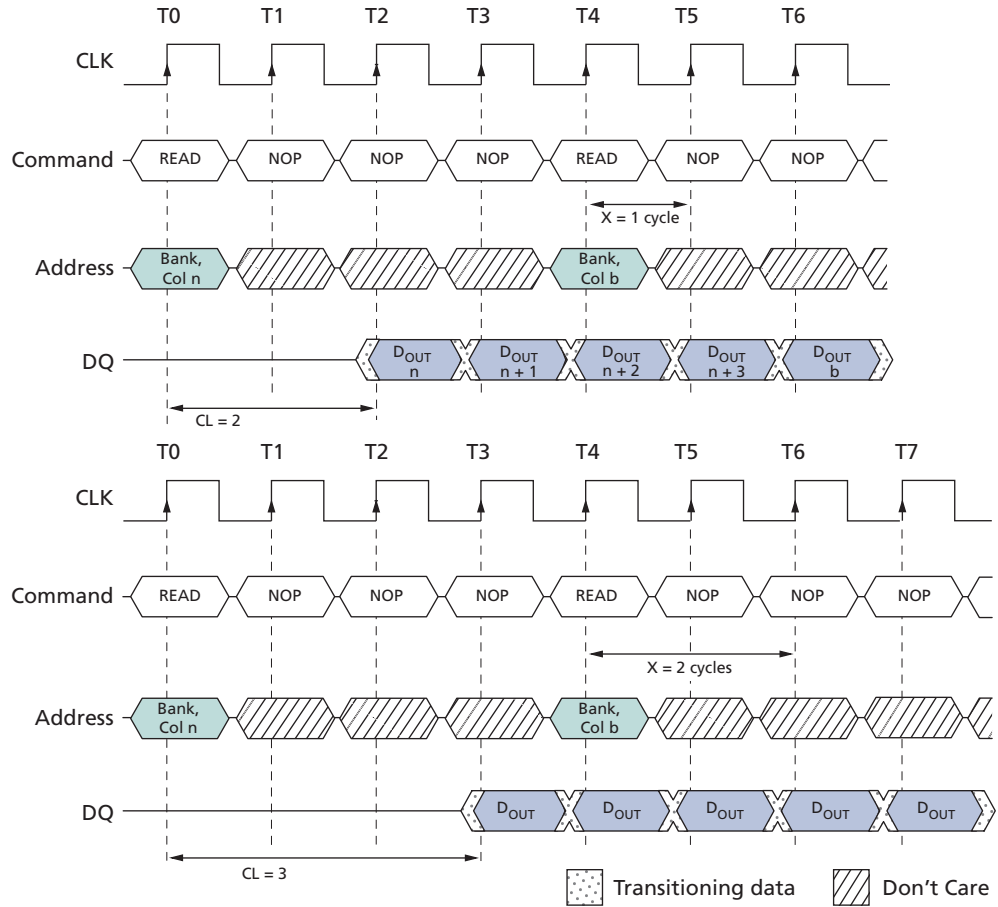 T0 T1 T2 T3 T4 T5 T6
CLK
Command READ NOP NOP NOP READ NOP NOP
X = 1 cycle
Address Bank, Col n Bank, Col b
DQ DOUT n DOUT n + 1 DOUT n + 2 DOUT n + 3 DOUT b
CL = 2
T0 T1 T2 T3 T4 T5 T6 T7
CLK
Command READ NOP NOP NOP READ NOP NOP NOP
X = 2 cycles
Address Bank, Col n Bank, Col b
DQ DOUT DOUT DOUT DOUT DOUT
CL = 3
Transitioning data Don't Care